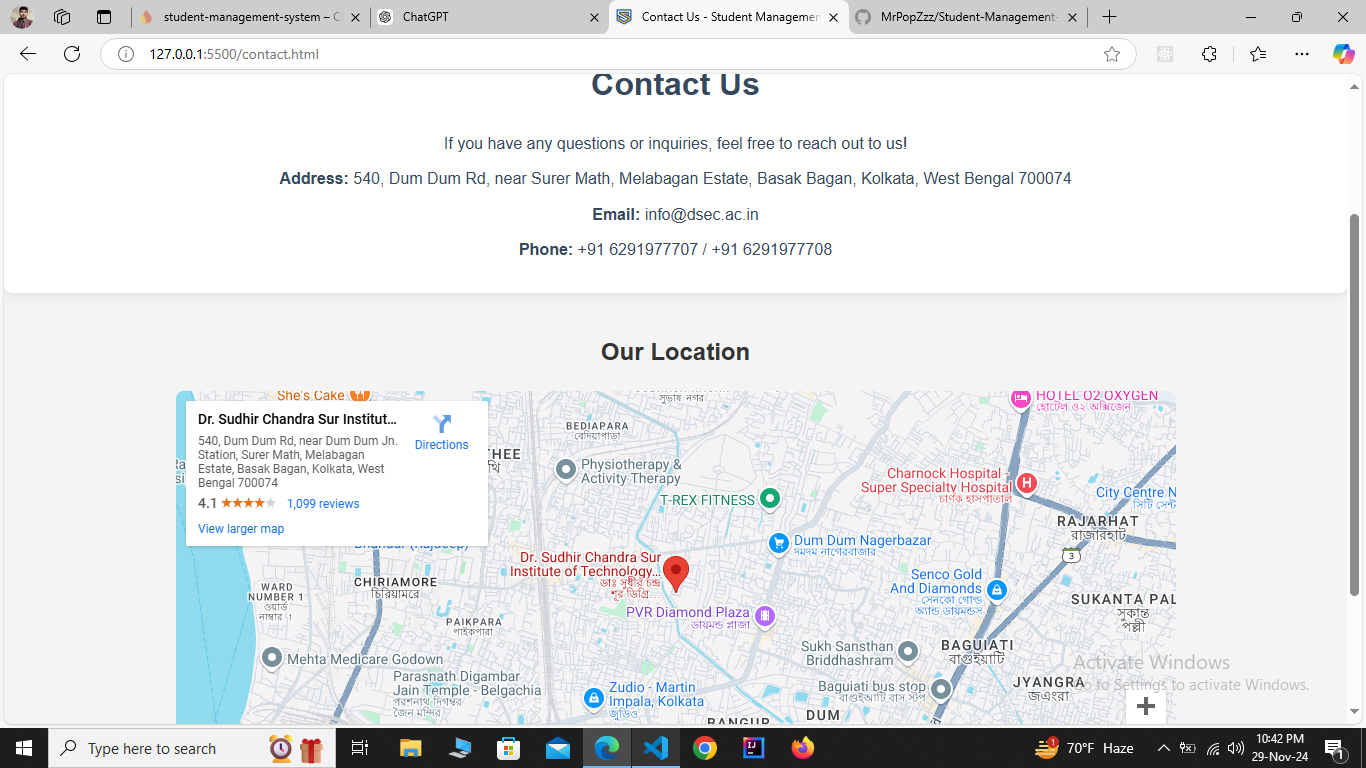 student-management-system – C
ChatGPT
Contact Us - Student Managemen
MrPopZzz/Student-Management-
127.0.0.1:5500/contact.html
Contact Us
If you have any questions or inquiries, feel free to reach out to us!
Address: 540, Dum Dum Rd, near Surer Math, Melabagan Estate, Basak Bagan, Kolkata, West Bengal 700074
Email: info@dsec.ac.in
Phone: +91 6291977707 / +91 6291977708
Our Location
She's Cake
Dr. Sudhir Chandra Sur Institut...
Directions
540, Dum Dum Rd, near Dum Dum Jn.
Station, Surer Math, Melabagan
Estate, Basak Bagan, Kolkata, West
Bengal 700074
4.1 ★★★★★ 1,099 reviews
View larger map
সুভাষ নগর
HOTEL O2 OXYGEN
হোটেল ও২ অক্সিজেন
BEDIAPARA
বেদিয়াপাড়া
THEE
Physiotherapy &
Activity Therapy
T-REX FITNESS
Charnock Hospital -
Super Specialty Hospital
চার্ণক হাসপাতাল
H
City Centre N
সিটি সেন্ট
RAJARHAT
রাজারহাট
3
Dum Dum Nagerbazar
দমদম নাগেরবাজার
Dr. Sudhir Chandra Sur
Institute of Technology...
ডাঃ সুধীর চন্দ্র
শূর ডিগ্রি...
CHIRIAMORE
চিরিয়ামরে
WARD
NUMBER 1
ওয়ার্ড
নাম্বার ১
Senco Gold
And Diamonds
সেনকো গোল্ড
অ্যান্ড ডায়মন্ডস
SUKANTA PAL
সুকান্ত
পল্লী
PVR Diamond Plaza
ডায়মন্ড প্লাজা
PAIKPARA
পাইকপারা
Mehta Medicare Godown
Sukh Sansthan
Briddhashram
BAGUIATI
বাগুইয়াটি
Parasnath Digambar
Jain Temple - Belgachia
পরশনাথ দিগম্বর
জৈন মন্দির
Zudio - Martin
Impala, Kolkata
জুডিও
Baguiati bus stop
বাগুইআটি বাস স্টপ
JYANGRA
জএংরা
BANGUR
DUM
Activate Windows
Go to Settings to activate Windows.
Type here to search
1
70°F Haze
10:42 PM
29-Nov-24
1